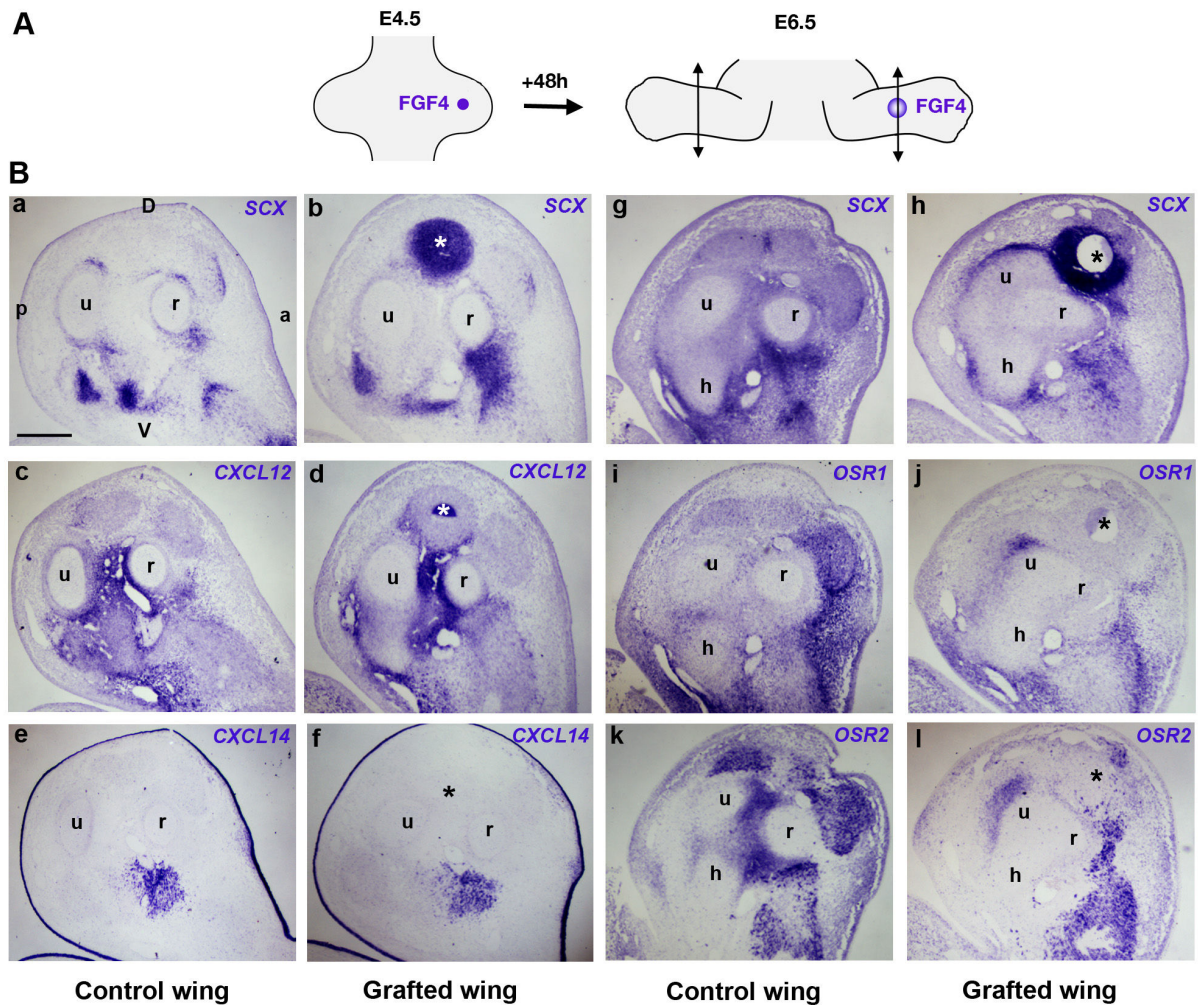 A
E4.5
E6.5
+48h
FGF4
FGF4
B
a
D
SCX
p
u
r
a
V
b
SCX
*
u
r
g
SCX
u
r
h
h
SCX
*
u
r
h
c
CXCL12
u
r
d
CXCL12
*
u
r
i
OSR1
u
r
h
j
OSR1
*
u
r
h
e
CXCL14
u
r
f
CXCL14
*
u
r
k
OSR2
u
r
h
l
OSR2
*
u
r
h
Control wing
Grafted wing
Control wing
Grafted wing